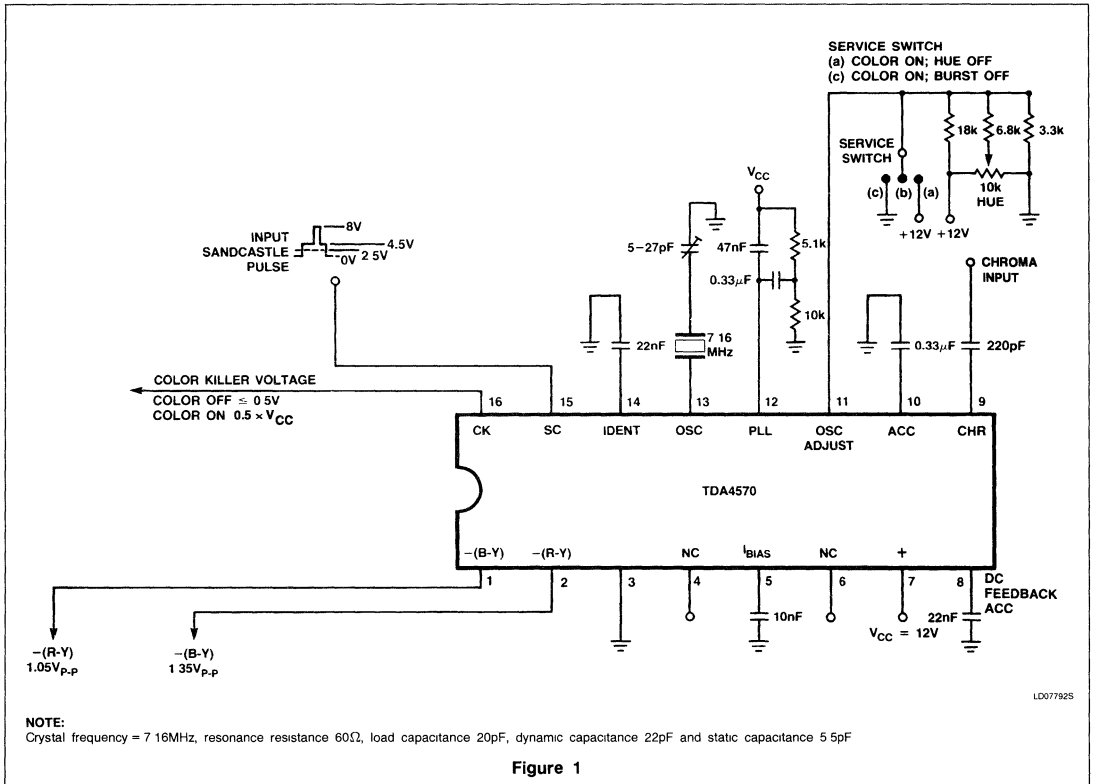 SERVICE SWITCH
(a) COLOR ON; HUE OFF
(c) COLOR ON; BURST OFF
18k
6.8k
3.3k
SERVICE
SWITCH
(c)
(b)
(a)
10k
HUE
+12V
+12V
VCC
8V
INPUT
SANDCASTLE
PULSE
4.5V
2 5V
0V
5–27pF
47nF
5.1k
0.33μF
10k
CHROMA
INPUT
22nF
7 16
MHz
0.33μF
220pF
COLOR KILLER VOLTAGE
COLOR OFF ≤ 0 5V
COLOR ON 0.5 × VCC
16
15
14
13
12
11
10
9
CK
SC
IDENT
OSC
PLL
OSC
ADJUST
ACC
CHR
TDA4570
–(B-Y)
–(R-Y)
NC
IBIAS
NC
+
1
2
3
4
5
6
7
8
DC
FEEDBACK
ACC
10nF
VCC = 12V
22nF
–(R-Y)
1.05VP-P
–(B-Y)
1 35VP-P
LD07792S
NOTE:
Crystal frequency = 7 16MHz, resonance resistance 60Ω, load capacitance 20pF, dynamic capacitance 22pF and static capacitance 5 5pF
Figure 1